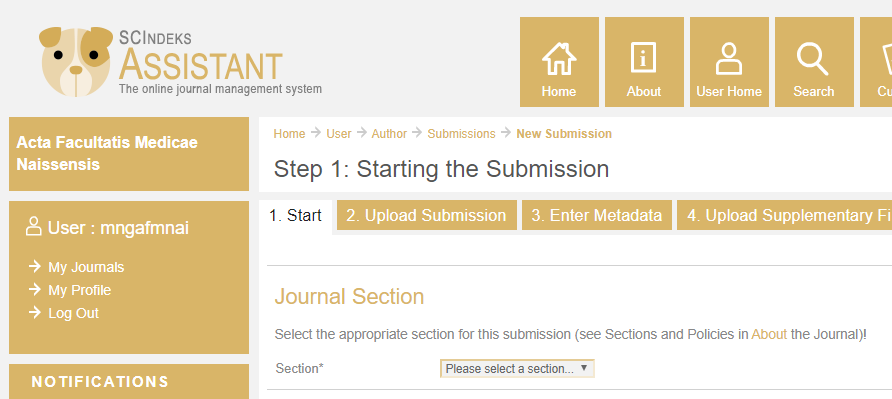 SCINDEKS
ASSISTANT
The online journal management system
Home
About
User Home
Search
Acta Facultatis Medicae
Naissensis
User : mngafmnai
My Journals
My Profile
Log Out
NOTIFICATIONS
Home → User → Author → Submissions → New Submission
Step 1: Starting the Submission
1. Start
2. Upload Submission
3. Enter Metadata
4. Upload Supplementary
Journal Section
Select the appropriate section for this submission (see Sections and Policies in About the Journal)!
Section*
Please select a section...